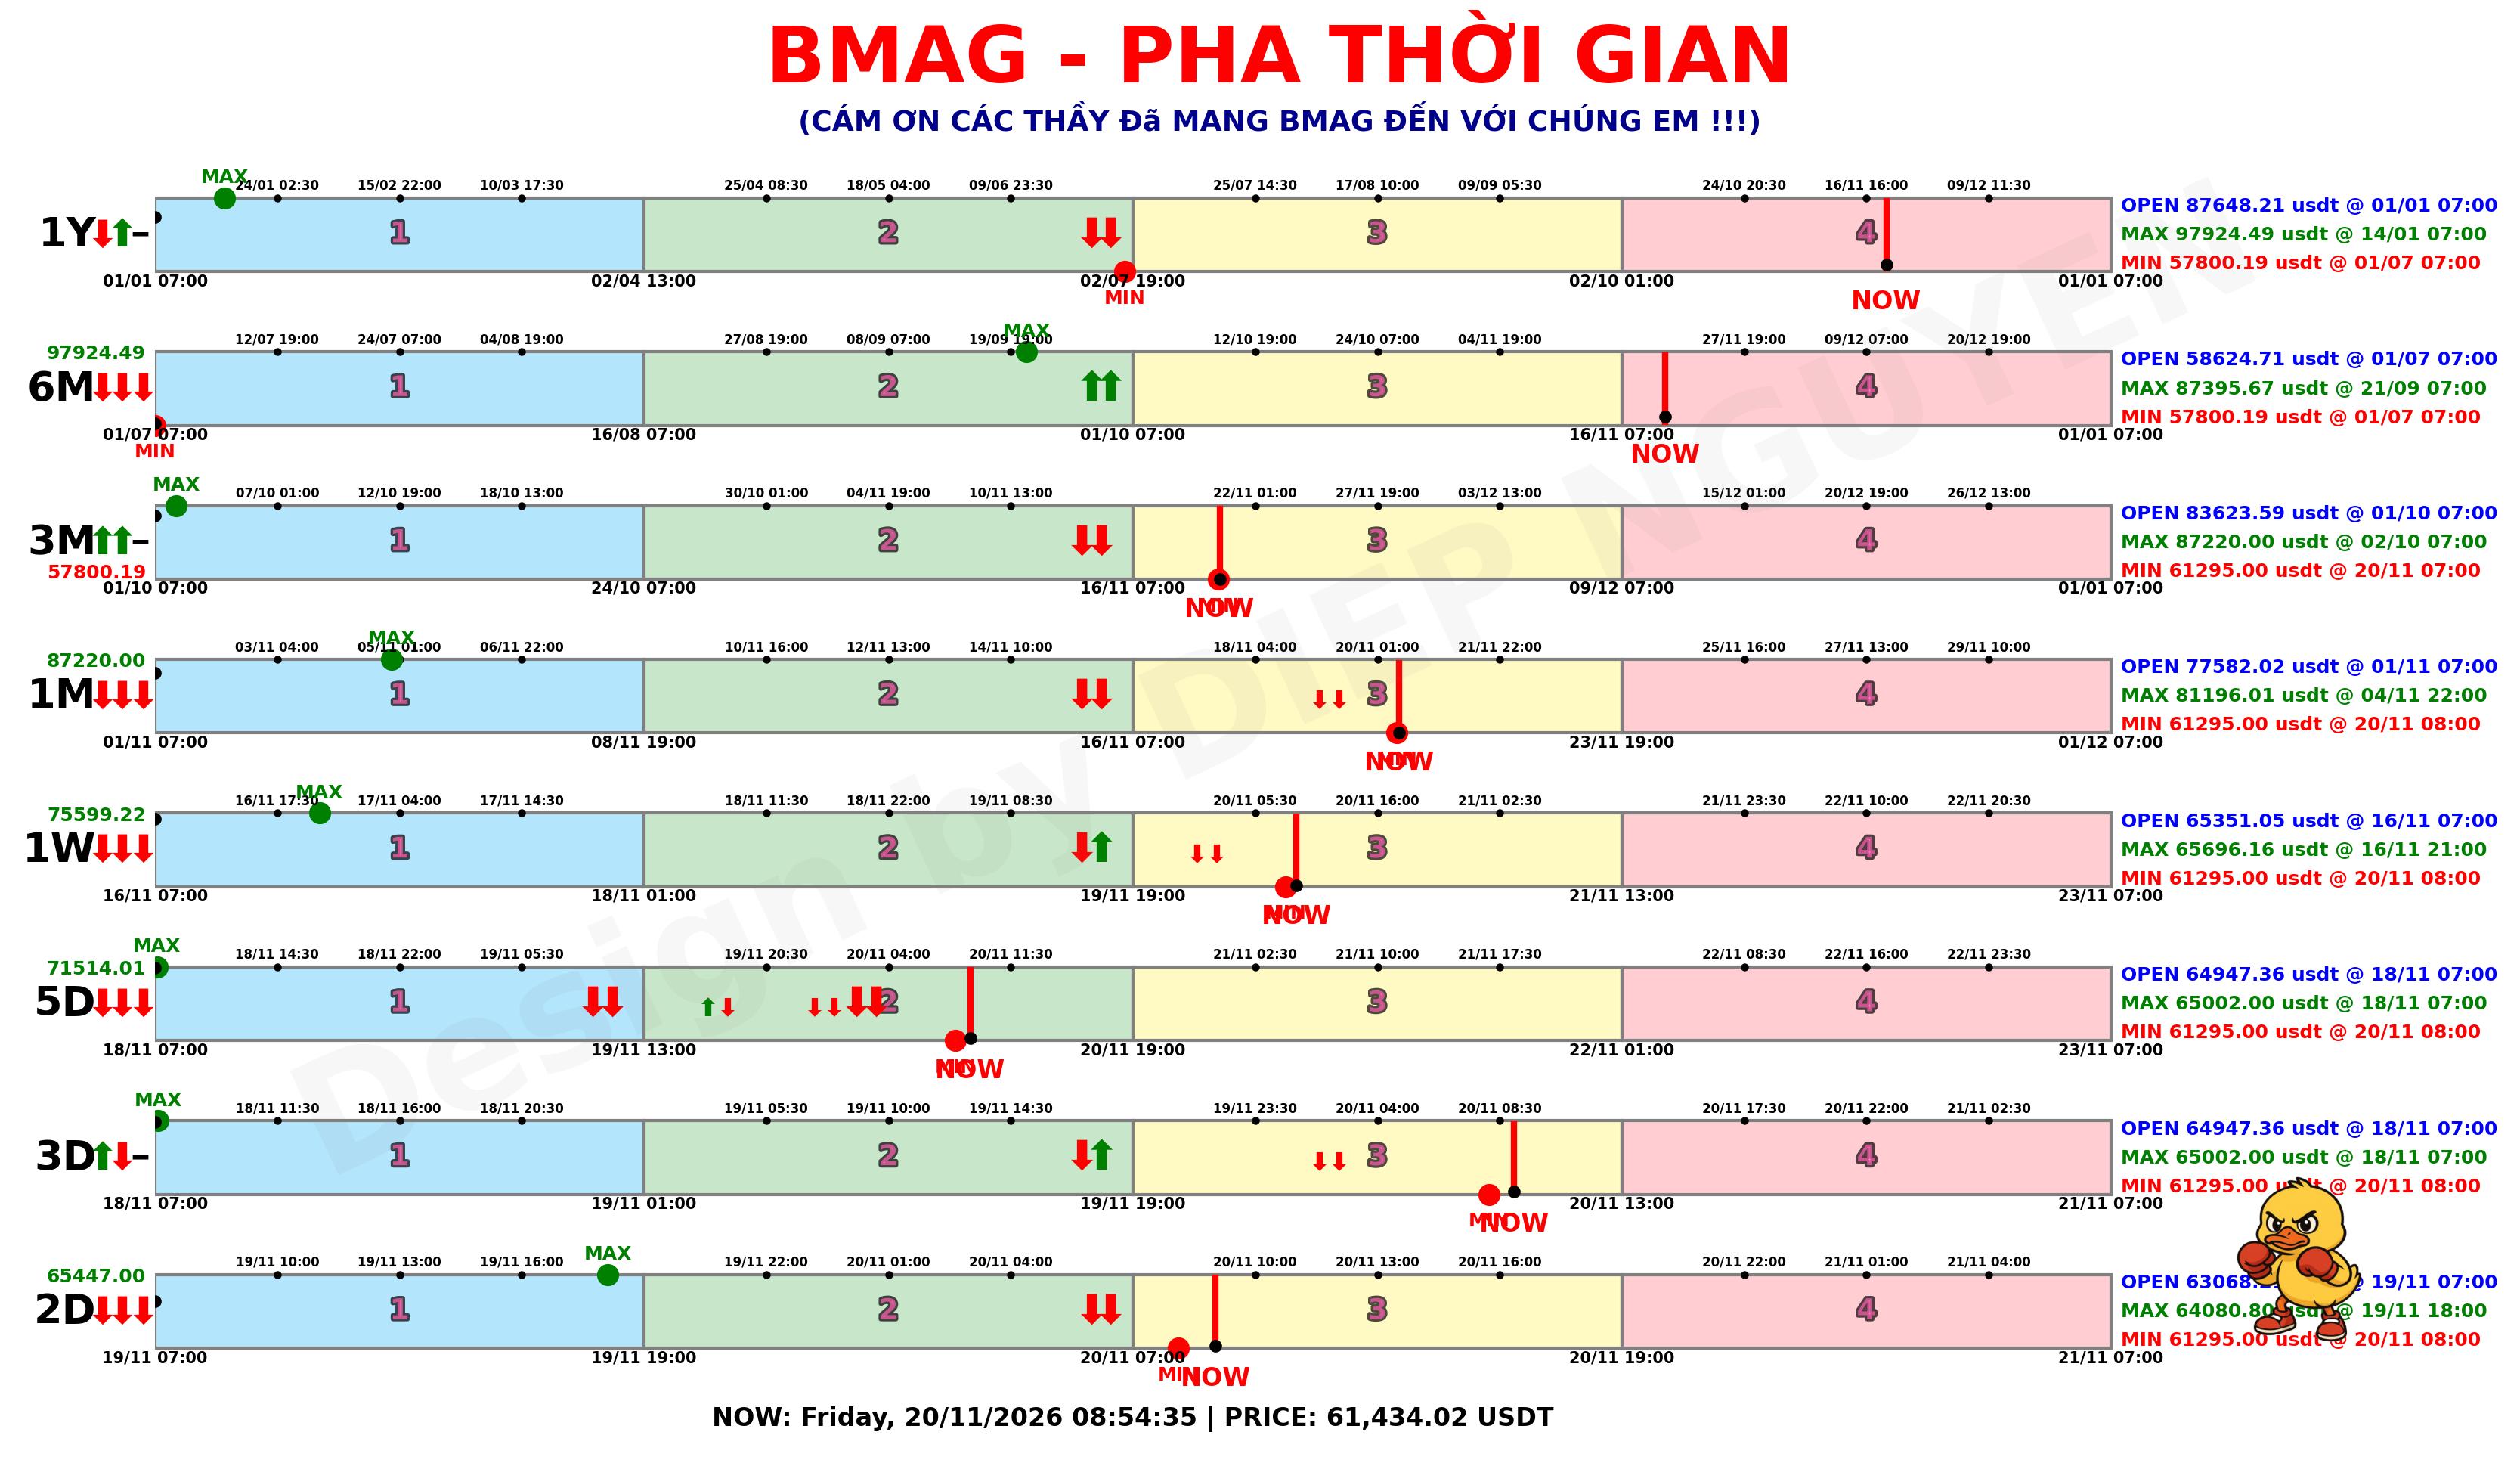 BMAG - PHA THỜI GIAN
(CÁM ƠN CÁC THẦY Đã MANG BMAG ĐẾN VỚI CHÚNG EM !!!)
MAX
24/01 02:30 15/02 22:00 10/03 17:30 25/04 08:30 18/05 04:00 09/06 23:30 25/07 14:30 17/08 10:00 09/09 05:30 24/10 20:30 16/11 16:00 09/12 11:30
OPEN 87648.21 usdt @ 01/01 07:00
1Y 1 2 3 4
MAX 97924.49 usdt @ 14/01 07:00
MIN 57800.19 usdt @ 01/07 07:00
01/01 07:00 02/04 13:00 02/07 19:00 02/10 01:00 01/01 07:00
MIN NOW
MAX
12/07 19:00 24/07 07:00 04/08 19:00 27/08 19:00 08/09 07:00 19/09 19:00 12/10 19:00 24/10 07:00 04/11 19:00 27/11 19:00 09/12 07:00 20/12 19:00
97924.49 OPEN 58624.71 usdt @ 01/07 07:00
6M 1 2 3 4
MAX 87395.67 usdt @ 21/09 07:00
MIN 57800.19 usdt @ 01/07 07:00
01/07 07:00 16/08 07:00 01/10 07:00 16/11 07:00 01/01 07:00
MIN NOW
MAX
07/10 01:00 12/10 19:00 18/10 13:00 30/10 01:00 04/11 19:00 10/11 13:00 22/11 01:00 27/11 19:00 03/12 13:00 15/12 01:00 20/12 19:00 26/12 13:00
OPEN 83623.59 usdt @ 01/10 07:00
3M 1 2 3 4
MAX 87220.00 usdt @ 02/10 07:00
57800.19 MIN 61295.00 usdt @ 20/11 07:00
01/10 07:00 24/10 07:00 16/11 07:00 09/12 07:00 01/01 07:00
MIN NOW
MAX
03/11 04:00 05/11 01:00 06/11 22:00 10/11 16:00 12/11 13:00 14/11 10:00 18/11 04:00 20/11 01:00 21/11 22:00 25/11 16:00 27/11 13:00 29/11 10:00
87220.00 OPEN 77582.02 usdt @ 01/11 07:00
1M 1 2 3 4
MAX 81196.01 usdt @ 04/11 22:00
MIN 61295.00 usdt @ 20/11 08:00
01/11 07:00 08/11 19:00 16/11 07:00 23/11 19:00 01/12 07:00
MIN NOW
MAX
16/11 17:30 17/11 04:00 17/11 14:30 18/11 11:30 18/11 22:00 19/11 08:30 20/11 05:30 20/11 16:00 21/11 02:30 21/11 23:30 22/11 10:00 22/11 20:30
75599.22 OPEN 65351.05 usdt @ 16/11 07:00
1W 1 2 3 4
MAX 65696.16 usdt @ 16/11 21:00
MIN 61295.00 usdt @ 20/11 08:00
16/11 07:00 18/11 01:00 19/11 19:00 21/11 13:00 23/11 07:00
MIN NOW
MAX
18/11 14:30 18/11 22:00 19/11 05:30 19/11 20:30 20/11 04:00 20/11 11:30 21/11 02:30 21/11 10:00 21/11 17:30 22/11 08:30 22/11 16:00 22/11 23:30
71514.01 OPEN 64947.36 usdt @ 18/11 07:00
5D 1 2 3 4
MAX 65002.00 usdt @ 18/11 07:00
MIN 61295.00 usdt @ 20/11 08:00
18/11 07:00 19/11 13:00 20/11 19:00 22/11 01:00 23/11 07:00
MIN NOW
MAX
18/11 11:30 18/11 16:00 18/11 20:30 19/11 05:30 19/11 10:00 19/11 14:30 19/11 23:30 20/11 04:00 20/11 08:30 20/11 17:30 20/11 22:00 21/11 02:30
OPEN 64947.36 usdt @ 18/11 07:00
3D 1 2 3 4
MAX 65002.00 usdt @ 18/11 07:00
MIN 61295.00 usdt @ 20/11 08:00
18/11 07:00 19/11 01:00 19/11 19:00 20/11 13:00 21/11 07:00
MIN NOW
MAX
19/11 10:00 19/11 13:00 19/11 16:00 19/11 22:00 20/11 01:00 20/11 04:00 20/11 10:00 20/11 13:00 20/11 16:00 20/11 22:00 21/11 01:00 21/11 04:00
65447.00 OPEN @ 19/11 07:00
2D 1 2 3 4
MAX 64080.80 usdt @ 19/11 18:00
MIN 61295.00 usdt @ 20/11 08:00
19/11 07:00 19/11 19:00 20/11 07:00 20/11 19:00 21/11 07:00
MIN NOW
NOW: Friday, 20/11/2026 08:54:35 | PRICE: 61,434.02 USDT
Design by DIEP NGUYEN